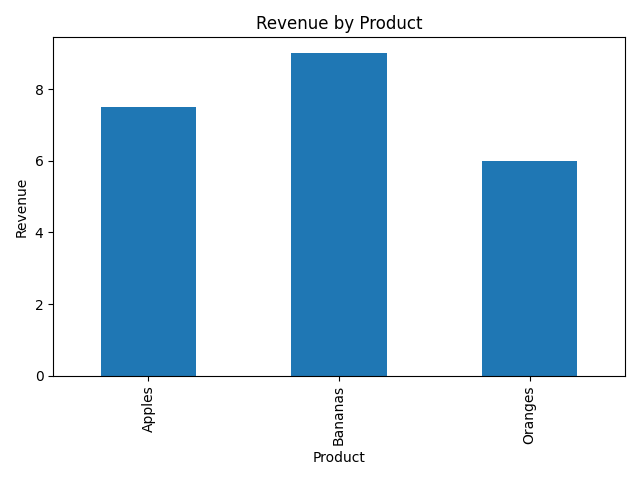 Revenue by Product
Revenue
8
6
4
2
0
Apples
Bananas
Oranges
Product